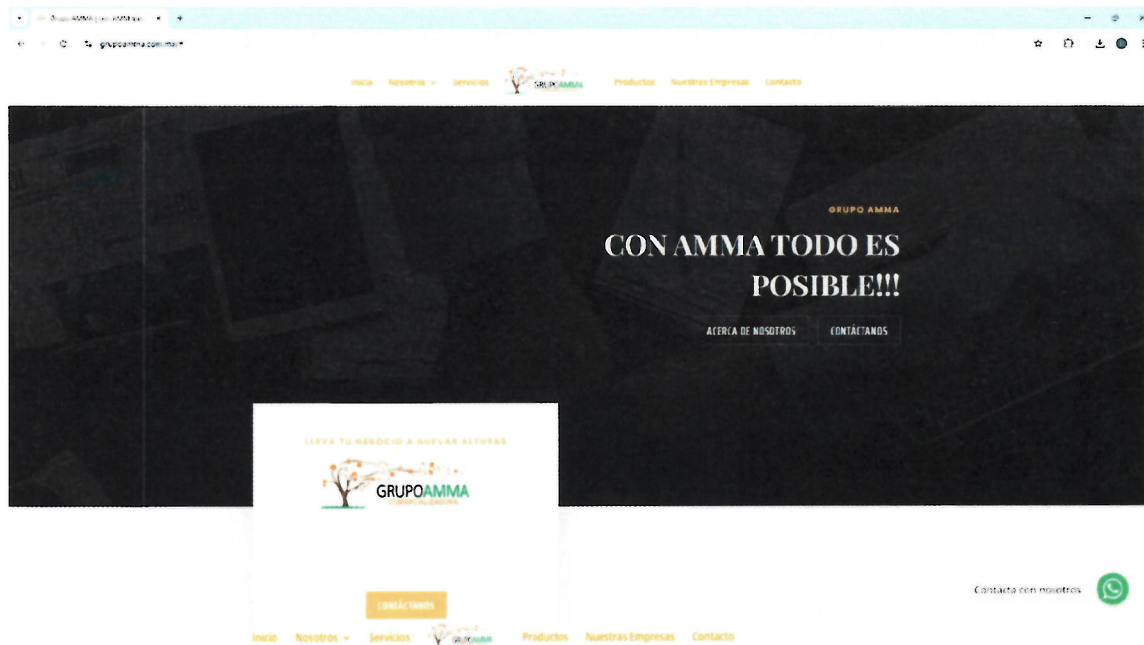 grupoamma.com.mx
Inicio Nosotros Servicios GRUPOAMMA Productos Nuestras Empresas Contacto
GRUPO AMMA
CON AMMA TODO ES
POSIBLE!!!
ACERCA DE NOSOTROS CONTÁCTANOS
LLEVA TU NEGOCIO A NUEVAS ALTURAS
GRUPOAMMA
COMERCIALIZADORA
Contacta con nosotros
CONTÁCTANOS
Inicio Nosotros Servicios GRUPOAMMA Productos Nuestras Empresas Contacto